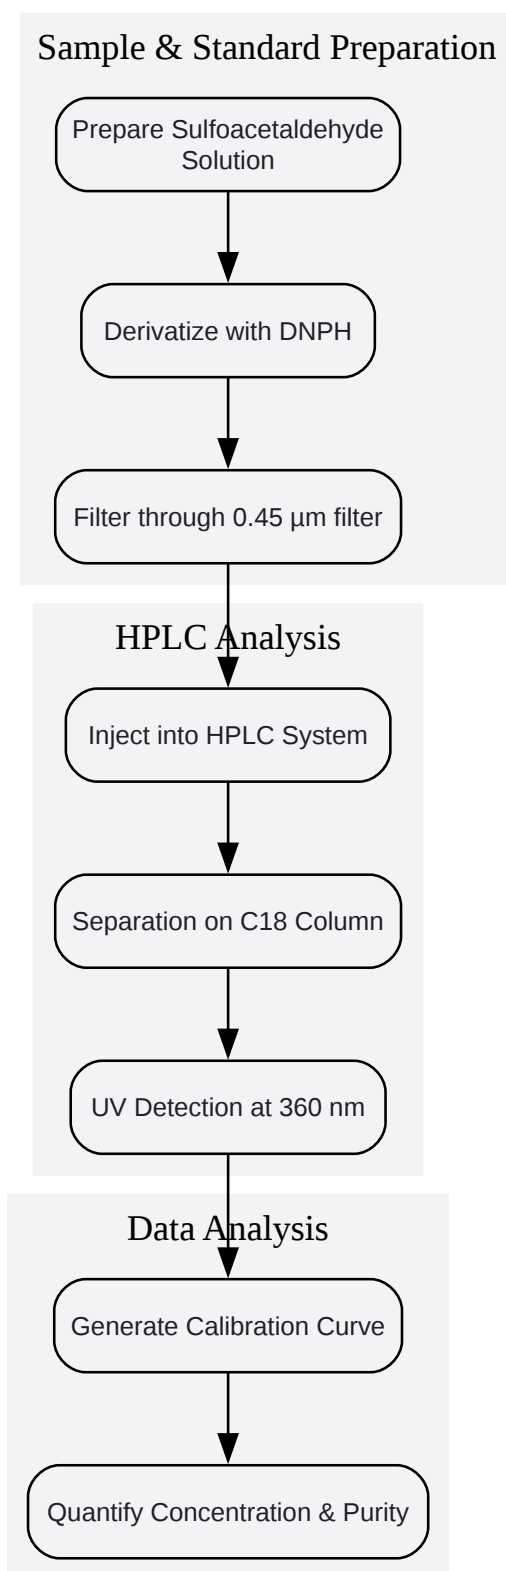 Sample & Standard Preparation
Prepare Sulfoacetaldehyde
Solution
Derivatize with DNPH
Filter through 0.45 µm filter
HPLC Analysis
Inject into HPLC System
Separation on C18 Column
UV Detection at 360 nm
Data Analysis
Generate Calibration Curve
Quantify Concentration & Purity